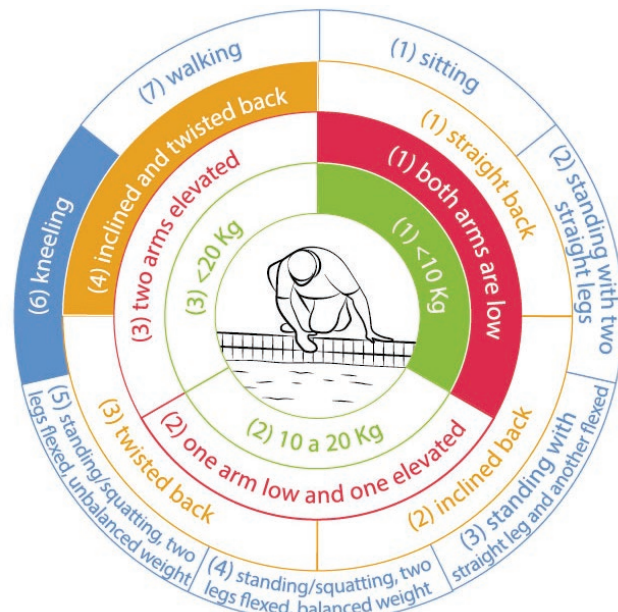 (1) sitting
(2) standing with two
straight legs
(3) standing with
straight leg and another flexed
(4) standing/squatting, two
legs flexed, balanced weight
(5) standing/squatting, two
legs flexed, unbalanced weight
(6) kneeling
(7) walking
(1) straight back
(2) inclined back
(3) twisted back
(4) inclined and twisted back
(1) both arms are low
(2) one arm low and one elevated
(3) two arms elevated
(1) <10 Kg
(2) 10 a 20 Kg
(3) <20 Kg